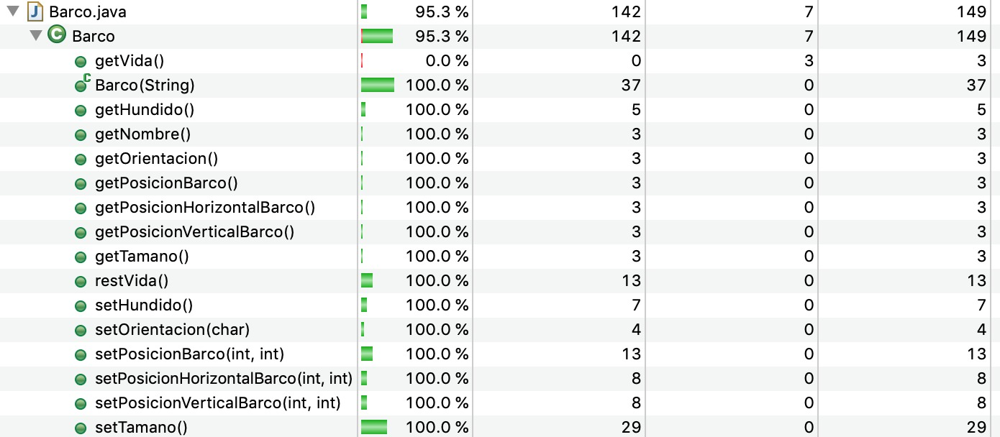 J Barco.java 95.3 % 142 7 149
C Barco 95.3 % 142 7 149
getVida() 0.0 % 0 3 3
C Barco(String) 100.0 % 37 0 37
getHundido() 100.0 % 5 0 5
getNombre() 100.0 % 3 0 3
getOrientacion() 100.0 % 3 0 3
getPosicionBarco() 100.0 % 3 0 3
getPosicionHorizontalBarco() 100.0 % 3 0 3
getPosicionVerticalBarco() 100.0 % 3 0 3
getTamano() 100.0 % 3 0 3
restVida() 100.0 % 13 0 13
setHundido() 100.0 % 7 0 7
setOrientacion(char) 100.0 % 4 0 4
setPosicionBarco(int, int) 100.0 % 13 0 13
setPosicionHorizontalBarco(int, int) 100.0 % 8 0 8
setPosicionVerticalBarco(int, int) 100.0 % 8 0 8
setTamano() 100.0 % 29 0 29